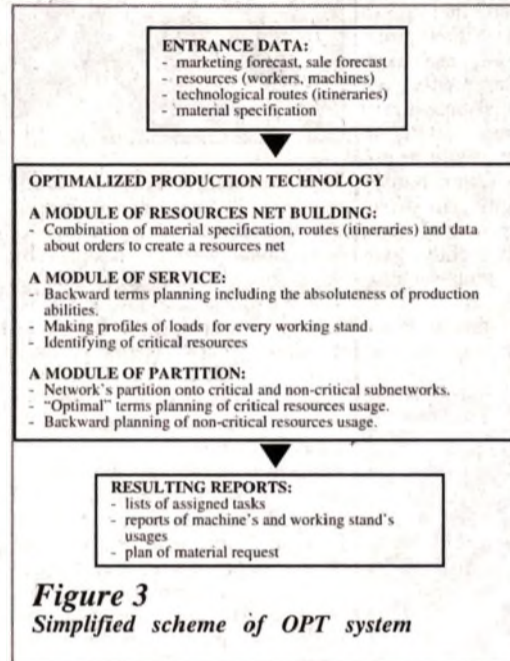 ENTRANCE DATA:
- marketing forecast, sale forecast
- resources (workers, machines)
- technological routes (itineraries)
- material specification
OPTIMALIZED PRODUCTION TECHNOLOGY
A MODULE OF RESOURCES NET BUILDING:
- Combination of material specification, routes (itineraries) and data
about orders to create a resources net
A MODULE OF SERVICE:
- Backward terms planning including the absoluteness of production
abilities.
- Making profiles of loads for every working stand.
- Identifying of critical resources
A MODULE OF PARTITION:
- Network's partition onto critical and non-critical subnetworks.
- "Optimal" terms planning of critical resources usage.
- Backward planning of non-critical resources usage.
RESULTING REPORTS:
- lists of assigned tasks
- reports of machine's and working stand's
usages
- plan of material request
Figure 3
Simplified scheme of OPT system